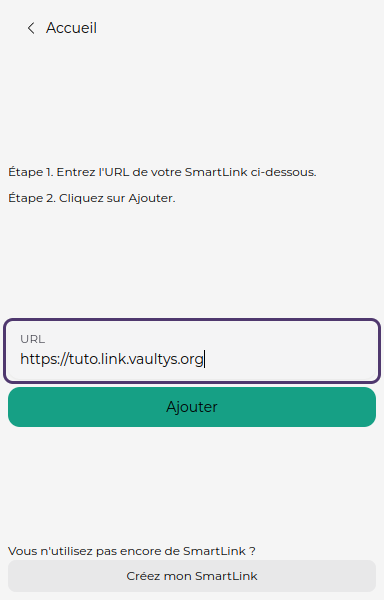 Accueil
Étape 1. Entrez l'URL de votre SmartLink ci-dessous.
Étape 2. Cliquez sur Ajouter.
URL
https://tuto.link.vaultys.org
Ajouter
Vous n'utilisez pas encore de SmartLink ?
Créez mon SmartLink